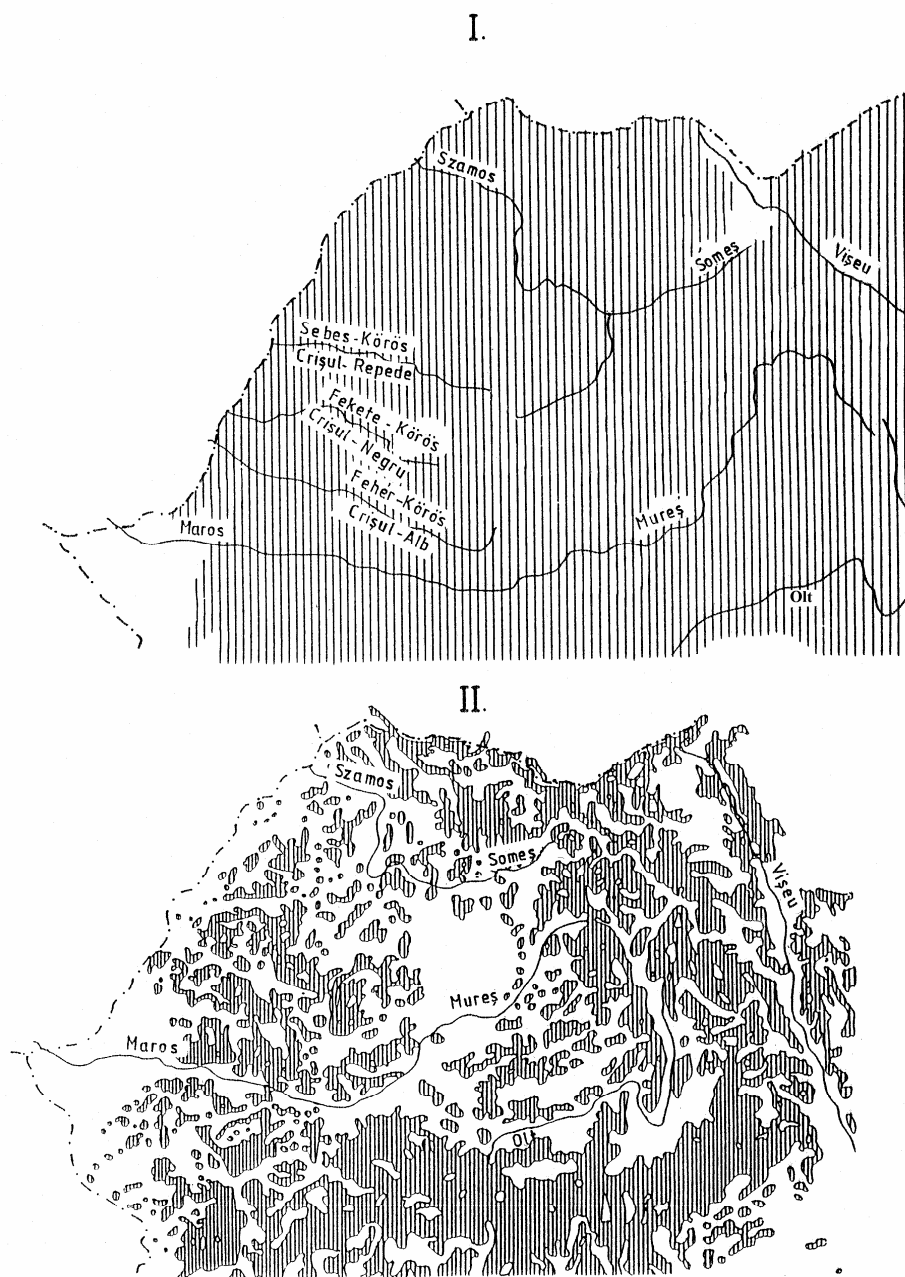 I.
Szamos
Someş
Vişeu
Sebes-Körös
Crişul-Repede
Fekete-Körös
Crişul-Negru
Fehér-Körös
Crişul-Alb
Maros
Mureş
Olt
II.
Szamos
Someş
Vişeu
Mureş
Maros
Olt